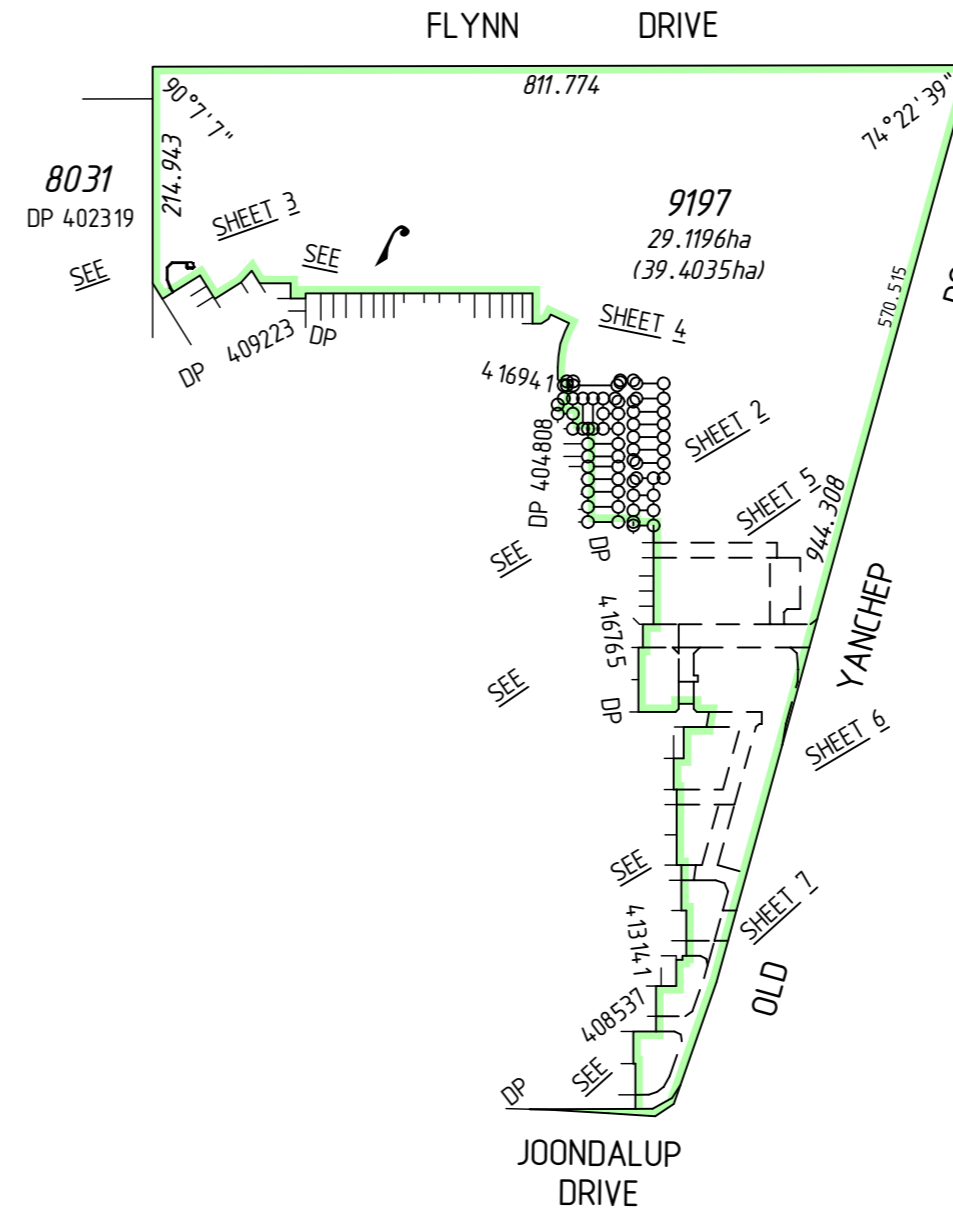 FLYNN DRIVE
811.774
90°7'7"
74°22'39"
214.943
8031
DP 402319
SEE SHEET 3
9197
29.1196ha
(39.4035ha)
570.515
SEE SHEET 4
DP 409223
DP 416941
DP 404808
SEE SHEET 2
944.308
SEE SHEET 5
DP 416765
OLD YANCHEP
SEE SHEET 6
DP
SEE SHEET 7
413141
408537
SEE
DP
JOONDALUP
DRIVE